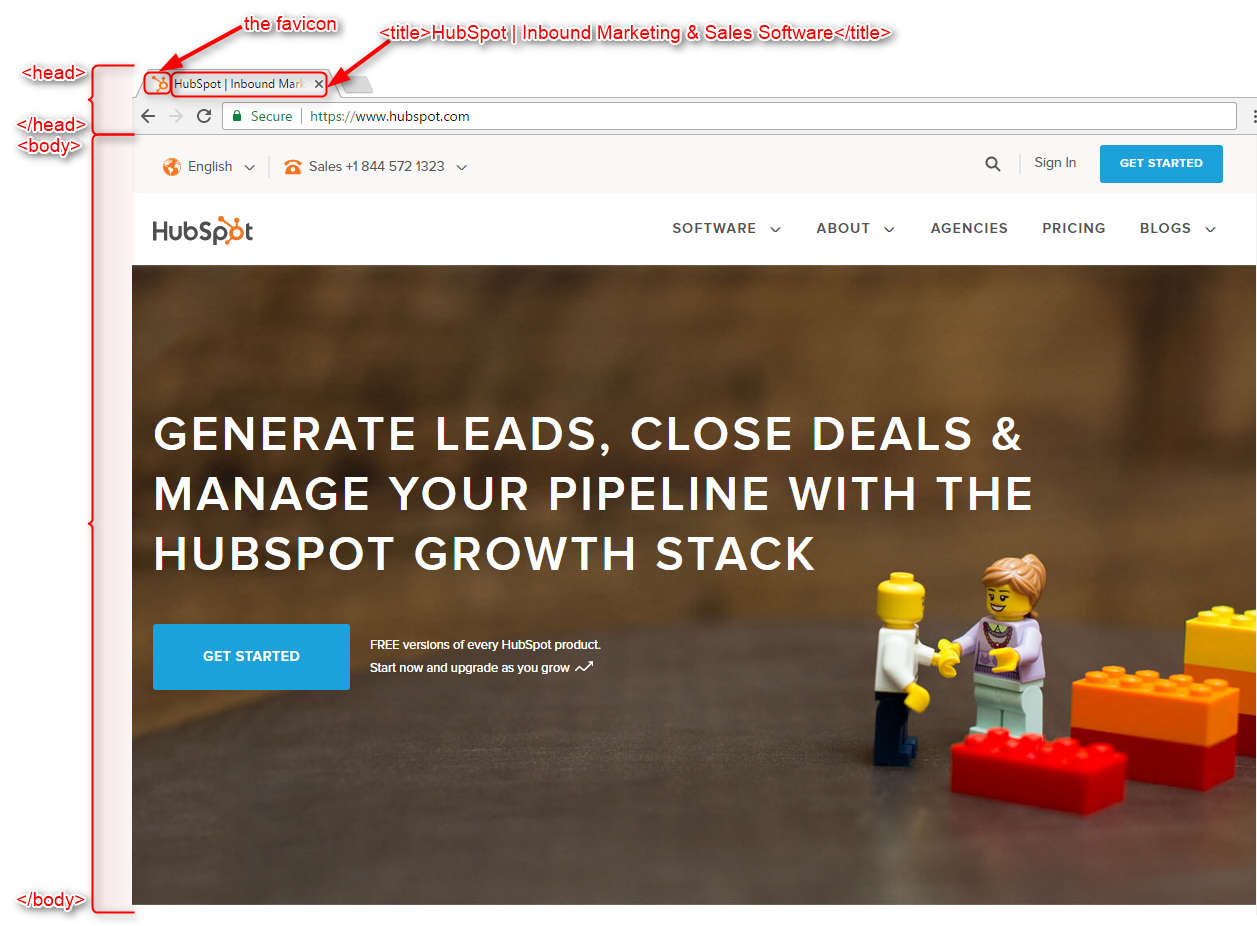 the favicon
<title>HubSpot | Inbound Marketing & Sales Software</title>
<head>
HubSpot | Inbound Mark
</head>
Secure https://www.hubspot.com
<body>
English Sales +1 844 572 1323 Sign In GET STARTED
HubSpot SOFTWARE ABOUT AGENCIES PRICING BLOGS
GENERATE LEADS, CLOSE DEALS &
MANAGE YOUR PIPELINE WITH THE
HUBSPOT GROWTH STACK
GET STARTED
FREE versions of every HubSpot product.
Start now and upgrade as you grow
</body>